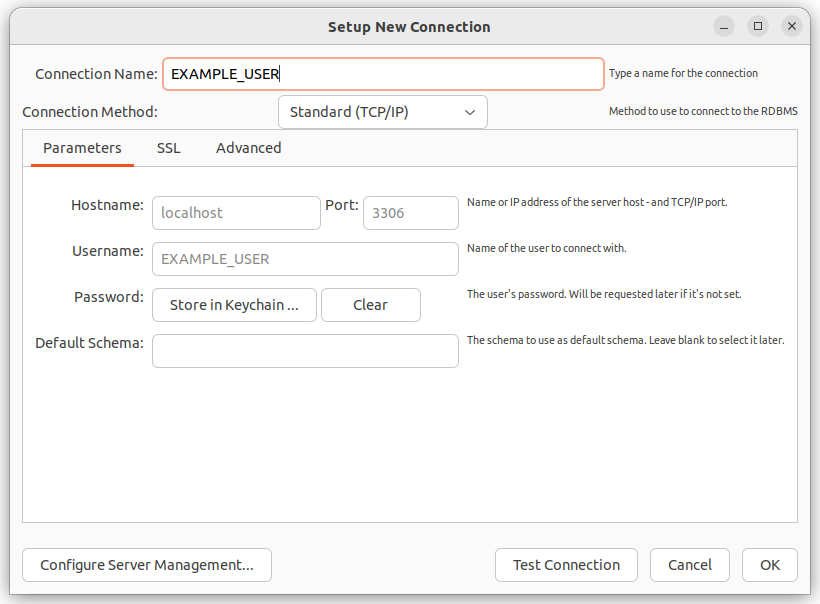 Setup New Connection
Connection Name: EXAMPLE_USER Type a name for the connection
Connection Method: Standard (TCP/IP) Method to use to connect to the RDBMS
Parameters SSL Advanced
Hostname: localhost Port: 3306 Name or IP address of the server host - and TCP/IP port.
Username: EXAMPLE_USER Name of the user to connect with.
Password: Store in Keychain ... Clear The user's password. Will be requested later if it's not set.
Default Schema: The schema to use as default schema. Leave blank to select it later.
Configure Server Management... Test Connection Cancel OK